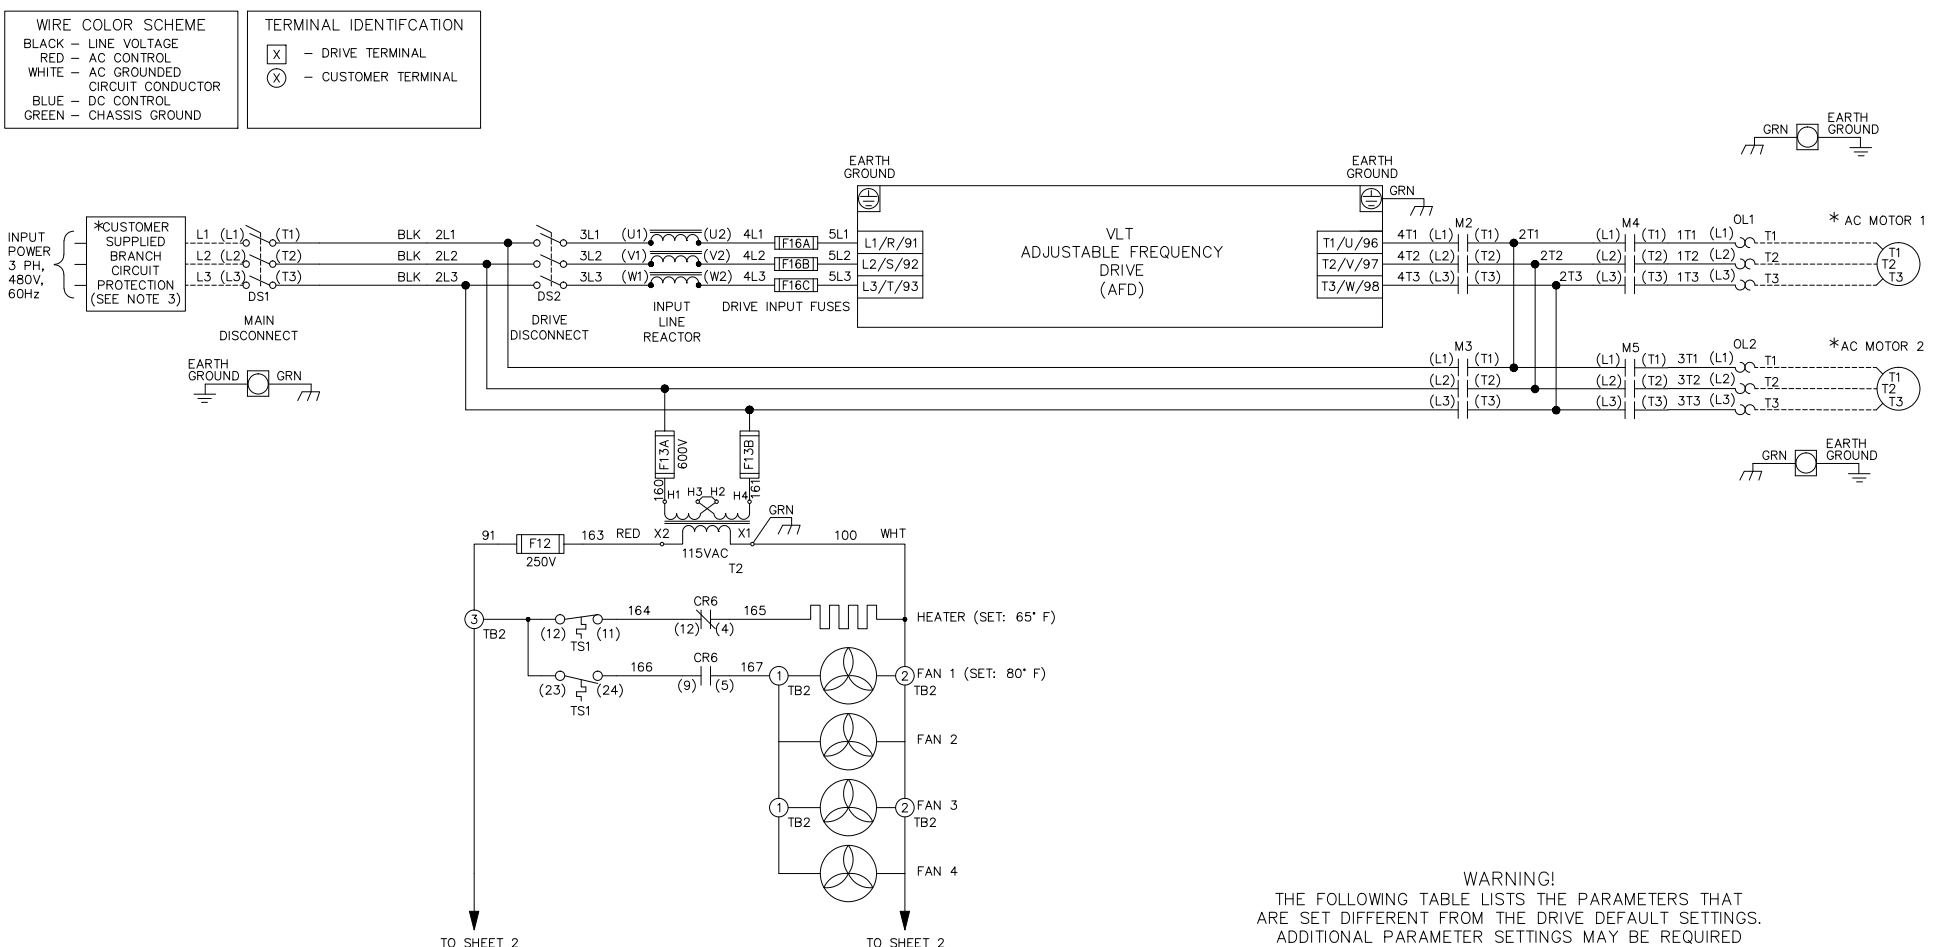 WIRE COLOR SCHEME
BLACK – LINE VOLTAGE
RED – AC CONTROL
WHITE – AC GROUNDED
CIRCUIT CONDUCTOR
BLUE – DC CONTROL
GREEN – CHASSIS GROUND
TERMINAL IDENTIFCATION
X – DRIVE TERMINAL
X – CUSTOMER TERMINAL
INPUT
POWER
3 PH,
480V,
60Hz
*CUSTOMER
SUPPLIED
BRANCH
CIRCUIT
PROTECTION
(SEE NOTE 3)
L1 (L1) (T1) BLK 2L1 3L1 (U1) (U2) 4L1 F16A 5L1 L1/R/91
L2 (L2) (T2) BLK 2L2 3L2 (V1) (V2) 4L2 F16B 5L2 L2/S/92
L3 (L3) (T3) BLK 2L3 3L3 (W1) (W2) 4L3 F16C 5L3 L3/T/93
DS1
MAIN
DISCONNECT
DS2
DRIVE
DISCONNECT
INPUT
LINE
REACTOR
DRIVE INPUT FUSES
EARTH
GROUND
GRN
EARTH
GROUND
VLT
ADJUSTABLE FREQUENCY
DRIVE
(AFD)
EARTH
GROUND
GRN
GRN
EARTH
GROUND
M2 M4 OL1 * AC MOTOR 1
T1/U/96 4T1 (L1) (T1) 2T1 (L1) (T1) 1T1 (L1) T1 T1
T2/V/97 4T2 (L2) (T2) 2T2 (L2) (T2) 1T2 (L2) T2 T2
T3/W/98 4T3 (L3) (T3) 2T3 (L3) (T3) 1T3 (L3) T3 T3
M3 M5 OL2 *AC MOTOR 2
(L1) (T1) (L1) (T1) 3T1 (L1) T1 T1
(L2) (T2) (L2) (T2) 3T2 (L2) T2 T2
(L3) (T3) (L3) (T3) 3T3 (L3) T3 T3
GRN
EARTH
GROUND
F13A
600V
F13B
160
H1 H3 H2 H4
161
GRN
91 F12 163 RED X2 X1 100 WHT
250V
115VAC
T2
3
TB2
(12) (11)
TS1
164
CR6
(12) (4)
165
HEATER (SET: 65° F)
(23) (24)
TS1
166
CR6
(9) (5)
167
1
TB2
2
TB2
FAN 1 (SET: 80° F)
FAN 2
1
TB2
2
TB2
FAN 3
FAN 4
TO SHEET 2
TO SHEET 2
WARNING!
THE FOLLOWING TABLE LISTS THE PARAMETERS THAT
ARE SET DIFFERENT FROM THE DRIVE DEFAULT SETTINGS.
ADDITIONAL PARAMETER SETTINGS MAY BE REQUIRED